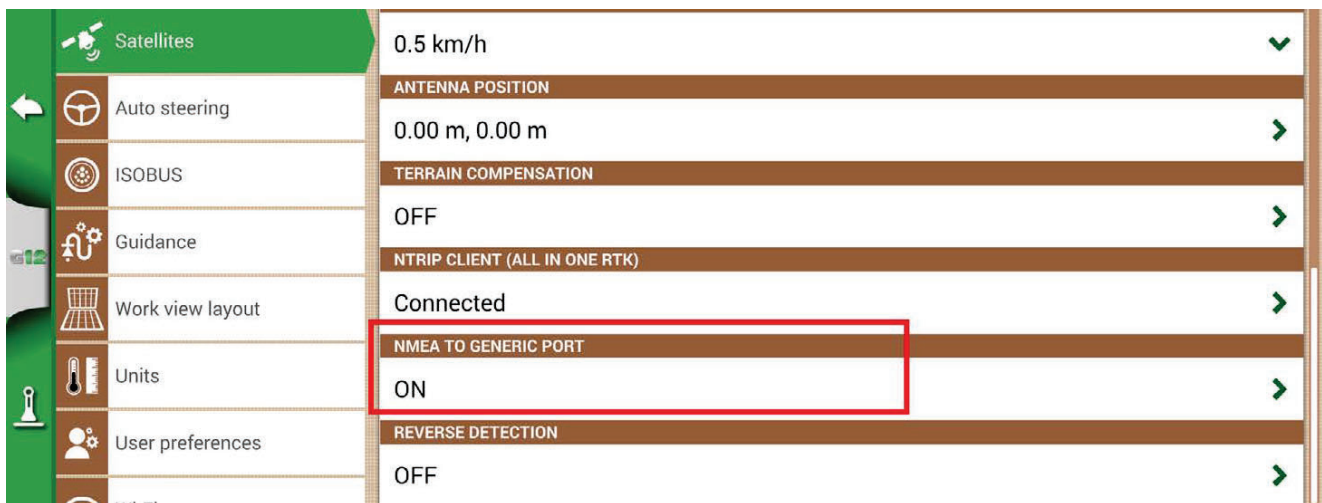 Satellites
Auto steering
ISOBUS
Guidance
G12
Work view layout
Units
User preferences
0.5 km/h
ANTENNA POSITION
0.00 m, 0.00 m
TERRAIN COMPENSATION
OFF
NTRIP CLIENT (ALL IN ONE RTK)
Connected
NMEA TO GENERIC PORT
ON
REVERSE DETECTION
OFF